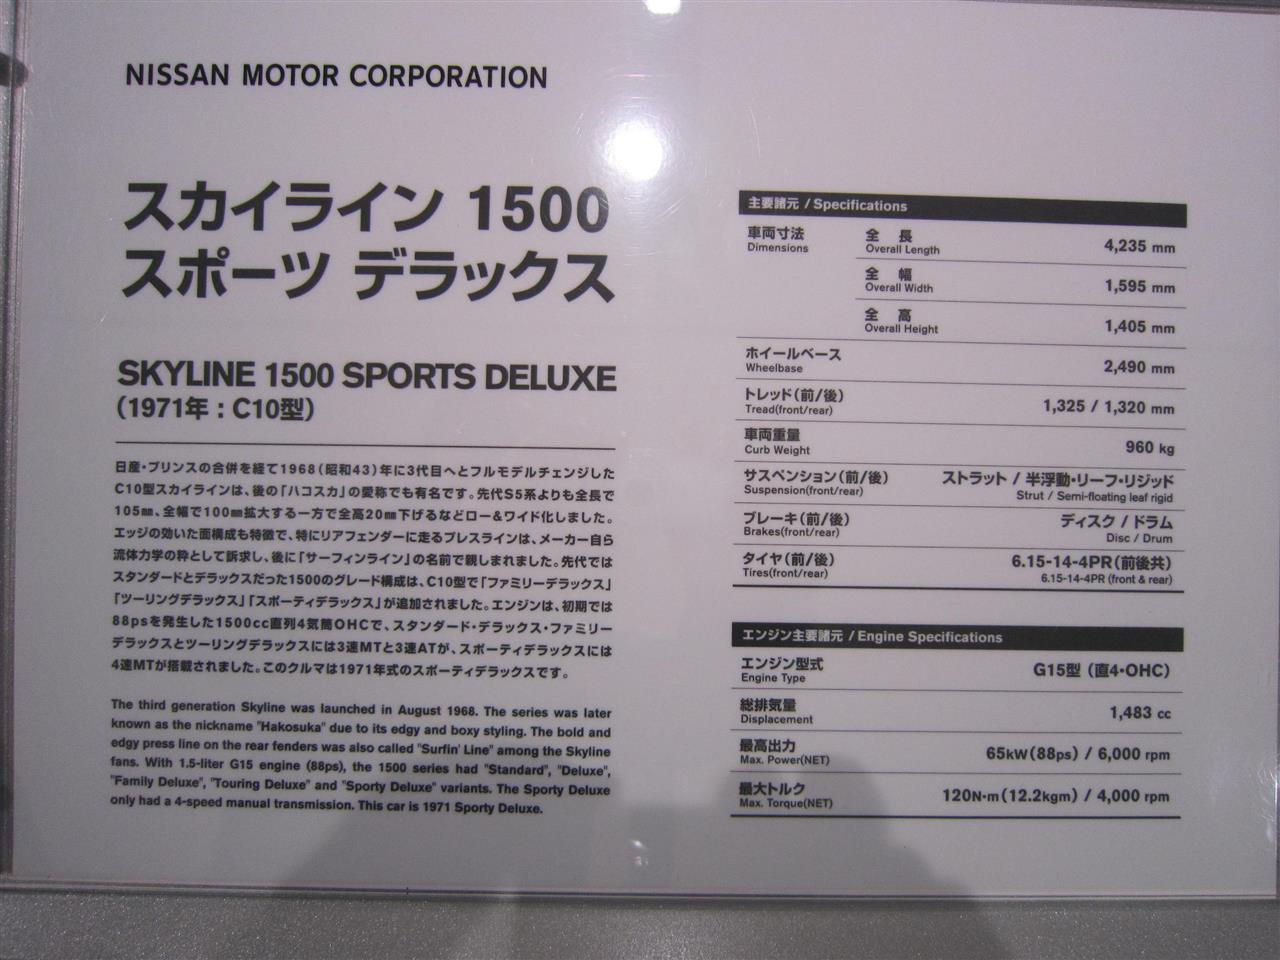 NISSAN MOTOR CORPORATION
スカイライン 1500
スポーツ デラックス
SKYLINE 1500 SPORTS DELUXE
(1971年 : C10型)
日産・プリンスの合併を経て1968(昭和43)年に3代目へとフルモデルチェンジした
C10型スカイラインは、後の「ハコスカ」の愛称でも有名です。先代S5系よりも全長で
105㎜、全幅で100㎜拡大する一方で全高20㎜下げるなどロー&ワイド化しました。
エッジの効いた面構成も特徴で、特にリアフェンダーに走るプレスラインは、メーカー自ら
流体力学の粋として訴求し、後に「サーフィンライン」の名前で親しまれました。先代では
スタンダードとデラックスだった1500のグレード構成は、C10型で「ファミリーデラックス」
「ツーリングデラックス」「スポーティデラックス」が追加されました。エンジンは、初期では
88psを発生した1500cc直列4気筒OHCで、スタンダード・デラックス・ファミリー
デラックスとツーリングデラックスには3速MTと3速ATが、スポーティデラックスには
4速MTが搭載されました。このクルマは1971年式のスポーティデラックスです。
The third generation Skyline was launched in August 1968. The series was later
known as the nickname "Hakosuka" due to its edgy and boxy styling. The bold and
edgy press line on the rear fenders was also called "Surfin' Line" among the Skyline
fans. With 1.5-liter G15 engine (88ps), the 1500 series had "Standard", "Deluxe",
"Family Deluxe", "Touring Deluxe" and "Sporty Deluxe" variants. The Sporty Deluxe
only had a 4-speed manual transmission. This car is 1971 Sporty Deluxe.
主要諸元 / Specifications
車両寸法 全 長 4,235 mm
Dimensions Overall Length
全 幅 1,595 mm
Overall Width
全 高 1,405 mm
Overall Height
ホイールベース 2,490 mm
Wheelbase
トレッド(前/後) 1,325 / 1,320 mm
Tread(front/rear)
車両重量 960 kg
Curb Weight
サスペンション(前/後) ストラット / 半浮動・リーフ・リジッド
Suspension(front/rear) Strut / Semi-floating leaf rigid
ブレーキ(前/後) ディスク / ドラム
Brakes(front/rear) Disc / Drum
タイヤ(前/後) 6.15-14-4PR(前後共)
Tires(front/rear) 6.15-14-4PR (front & rear)
エンジン主要諸元 / Engine Specifications
エンジン型式 G15型 (直4・OHC)
Engine Type
総排気量 1,483 cc
Displacement
最高出力 65kW(88ps) / 6,000 rpm
Max. Power(NET)
最大トルク 120N・m(12.2kgm) / 4,000 rpm
Max. Torque(NET)